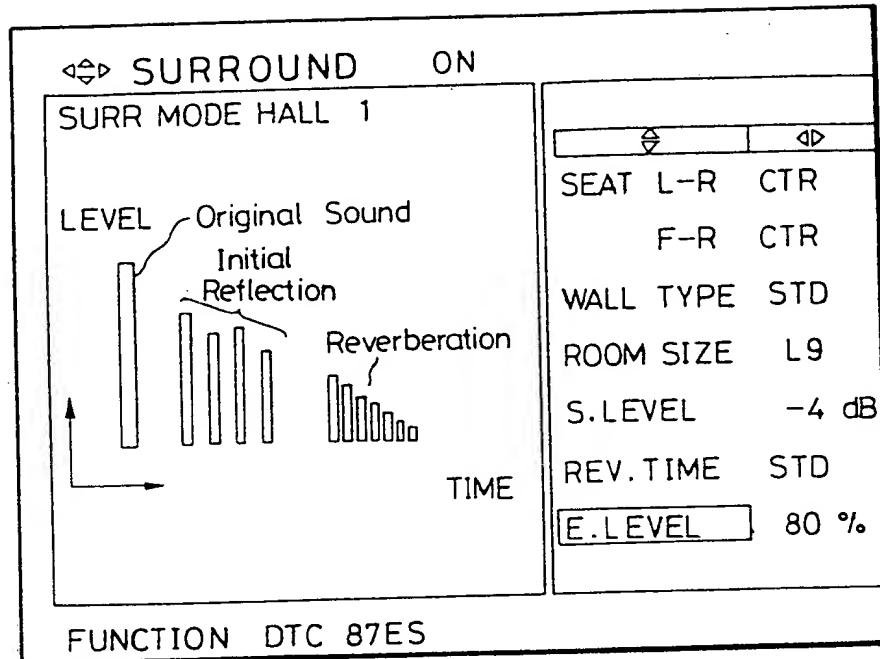 SURROUND ON
SURR MODE HALL 1
LEVEL
Original Sound
Initial
Reflection
Reverberation
TIME
SEAT L-R CTR
F-R CTR
WALL TYPE STD
ROOM SIZE L9
S.LEVEL -4 dB
REV.TIME STD
E.LEVEL 80 %
FUNCTION DTC 87ES